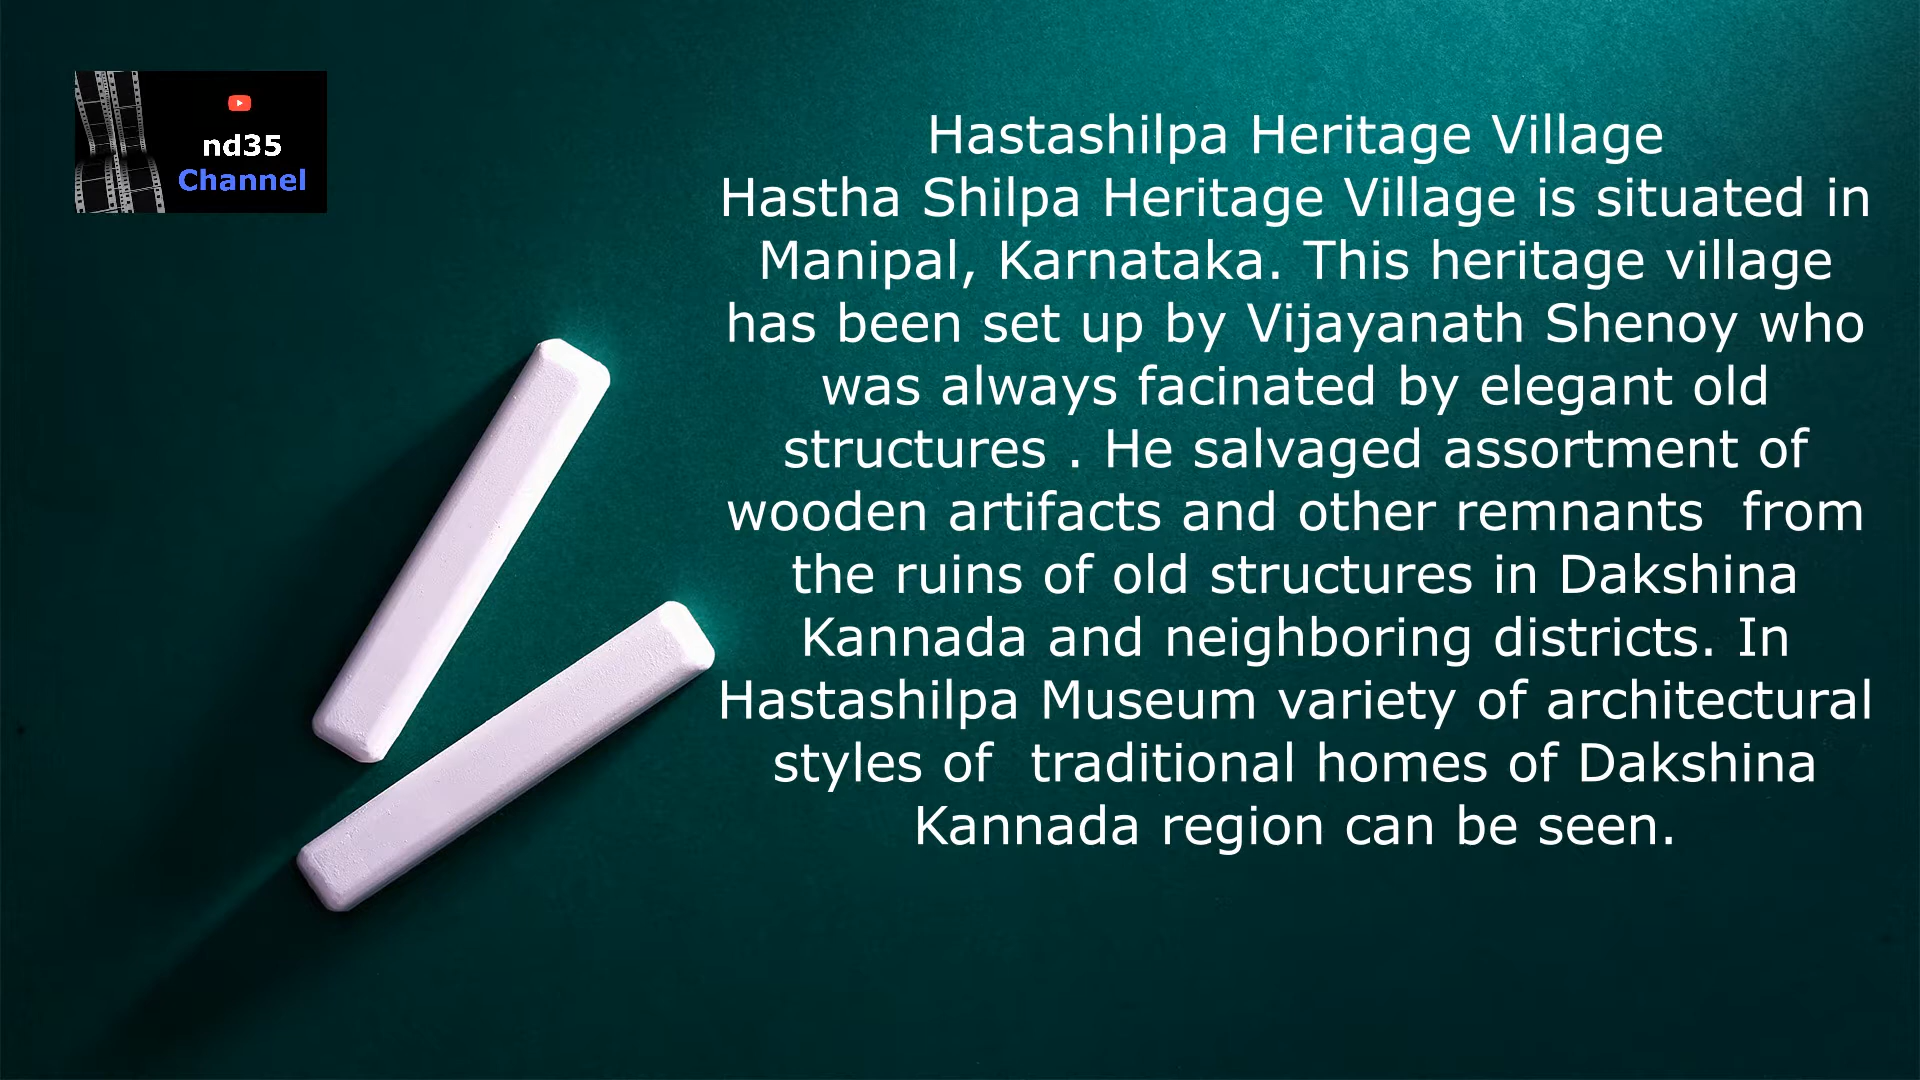 nd35
Channel
Hastashilpa Heritage Village
Hastha Shilpa Heritage Village is situated in
Manipal, Karnataka. This heritage village
has been set up by Vijayanath Shenoy who
was always facinated by elegant old
structures . He salvaged assortment of
wooden artifacts and other remnants  from
the ruins of old structures in Dakshina
Kannada and neighboring districts. In
Hastashilpa Museum variety of architectural
styles of  traditional homes of Dakshina
Kannada region can be seen.